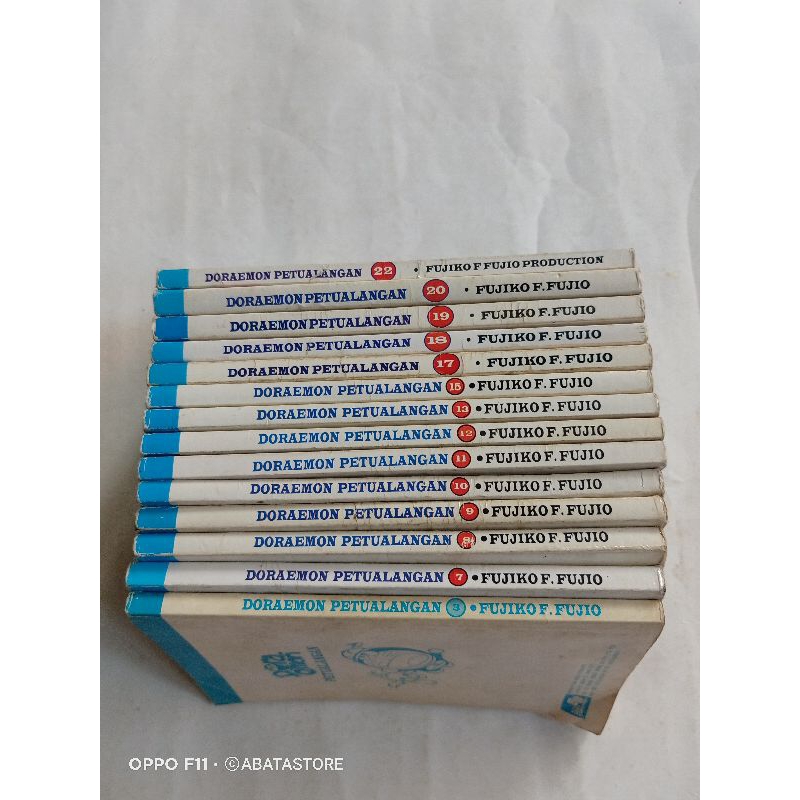 DORAEMON PETUALANGAN 22 • FUJIKO F FUJIO PRODUCTION
DORAEMON PETUALANGAN 20 • FUJIKO F. FUJIO
DORAEMON PETUALANGAN 19 • FUJIKO F. FUJIO
DORAEMON PETUALANGAN 18 • FUJIKO F. FUJIO
DORAEMON PETUALANGAN 17 • FUJIKO F. FUJIO
DORAEMON PETUALANGAN 15 • FUJIKO F. FUJIO
DORAEMON PETUALANGAN 13 • FUJIKO F. FUJIO
DORAEMON PETUALANGAN 12 • FUJIKO F. FUJIO
DORAEMON PETUALANGAN 11 • FUJIKO F. FUJIO
DORAEMON PETUALANGAN 10 • FUJIKO F. FUJIO
DORAEMON PETUALANGAN 9 • FUJIKO F. FUJIO
DORAEMON PETUALANGAN 8 • FUJIKO F. FUJIO
DORAEMON PETUALANGAN 7 • FUJIKO F. FUJIO
DORAEMON PETUALANGAN 3 • FUJIKO F. FUJIO
PETUALANGAN
OPPO F11 · ©ABATASTORE